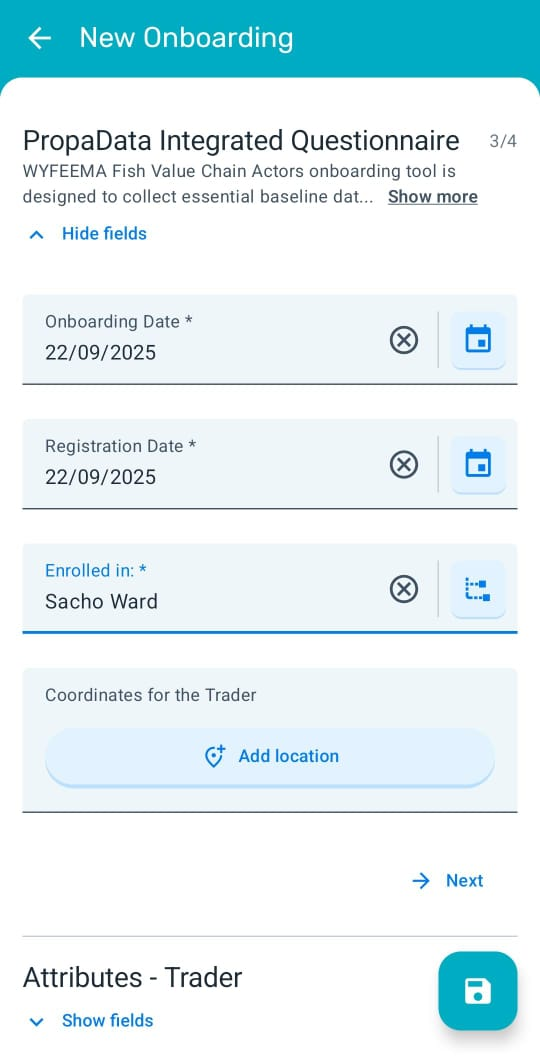 New Onboarding
PropaData Integrated Questionnaire 3/4
WYFEEMA Fish Value Chain Actors onboarding tool is
designed to collect essential baseline dat... Show more
Hide fields
Onboarding Date *
22/09/2025
Registration Date *
22/09/2025
Enrolled in: *
Sacho Ward
Coordinates for the Trader
Add location
Next
Attributes - Trader
Show fields